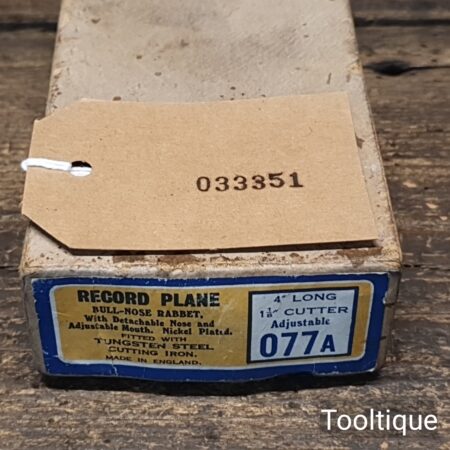 033351
RECORD PLANE
BULL-NOSE RABBET,
With Detachable Nose and
Adjustable Mouth. Nickel Plated.
FITTED WITH
TUNGSTEN STEEL
CUTTING IRON.
MADE IN ENGLAND.
4" LONG
1⅛" CUTTER
Adjustable
077A
Tooltique